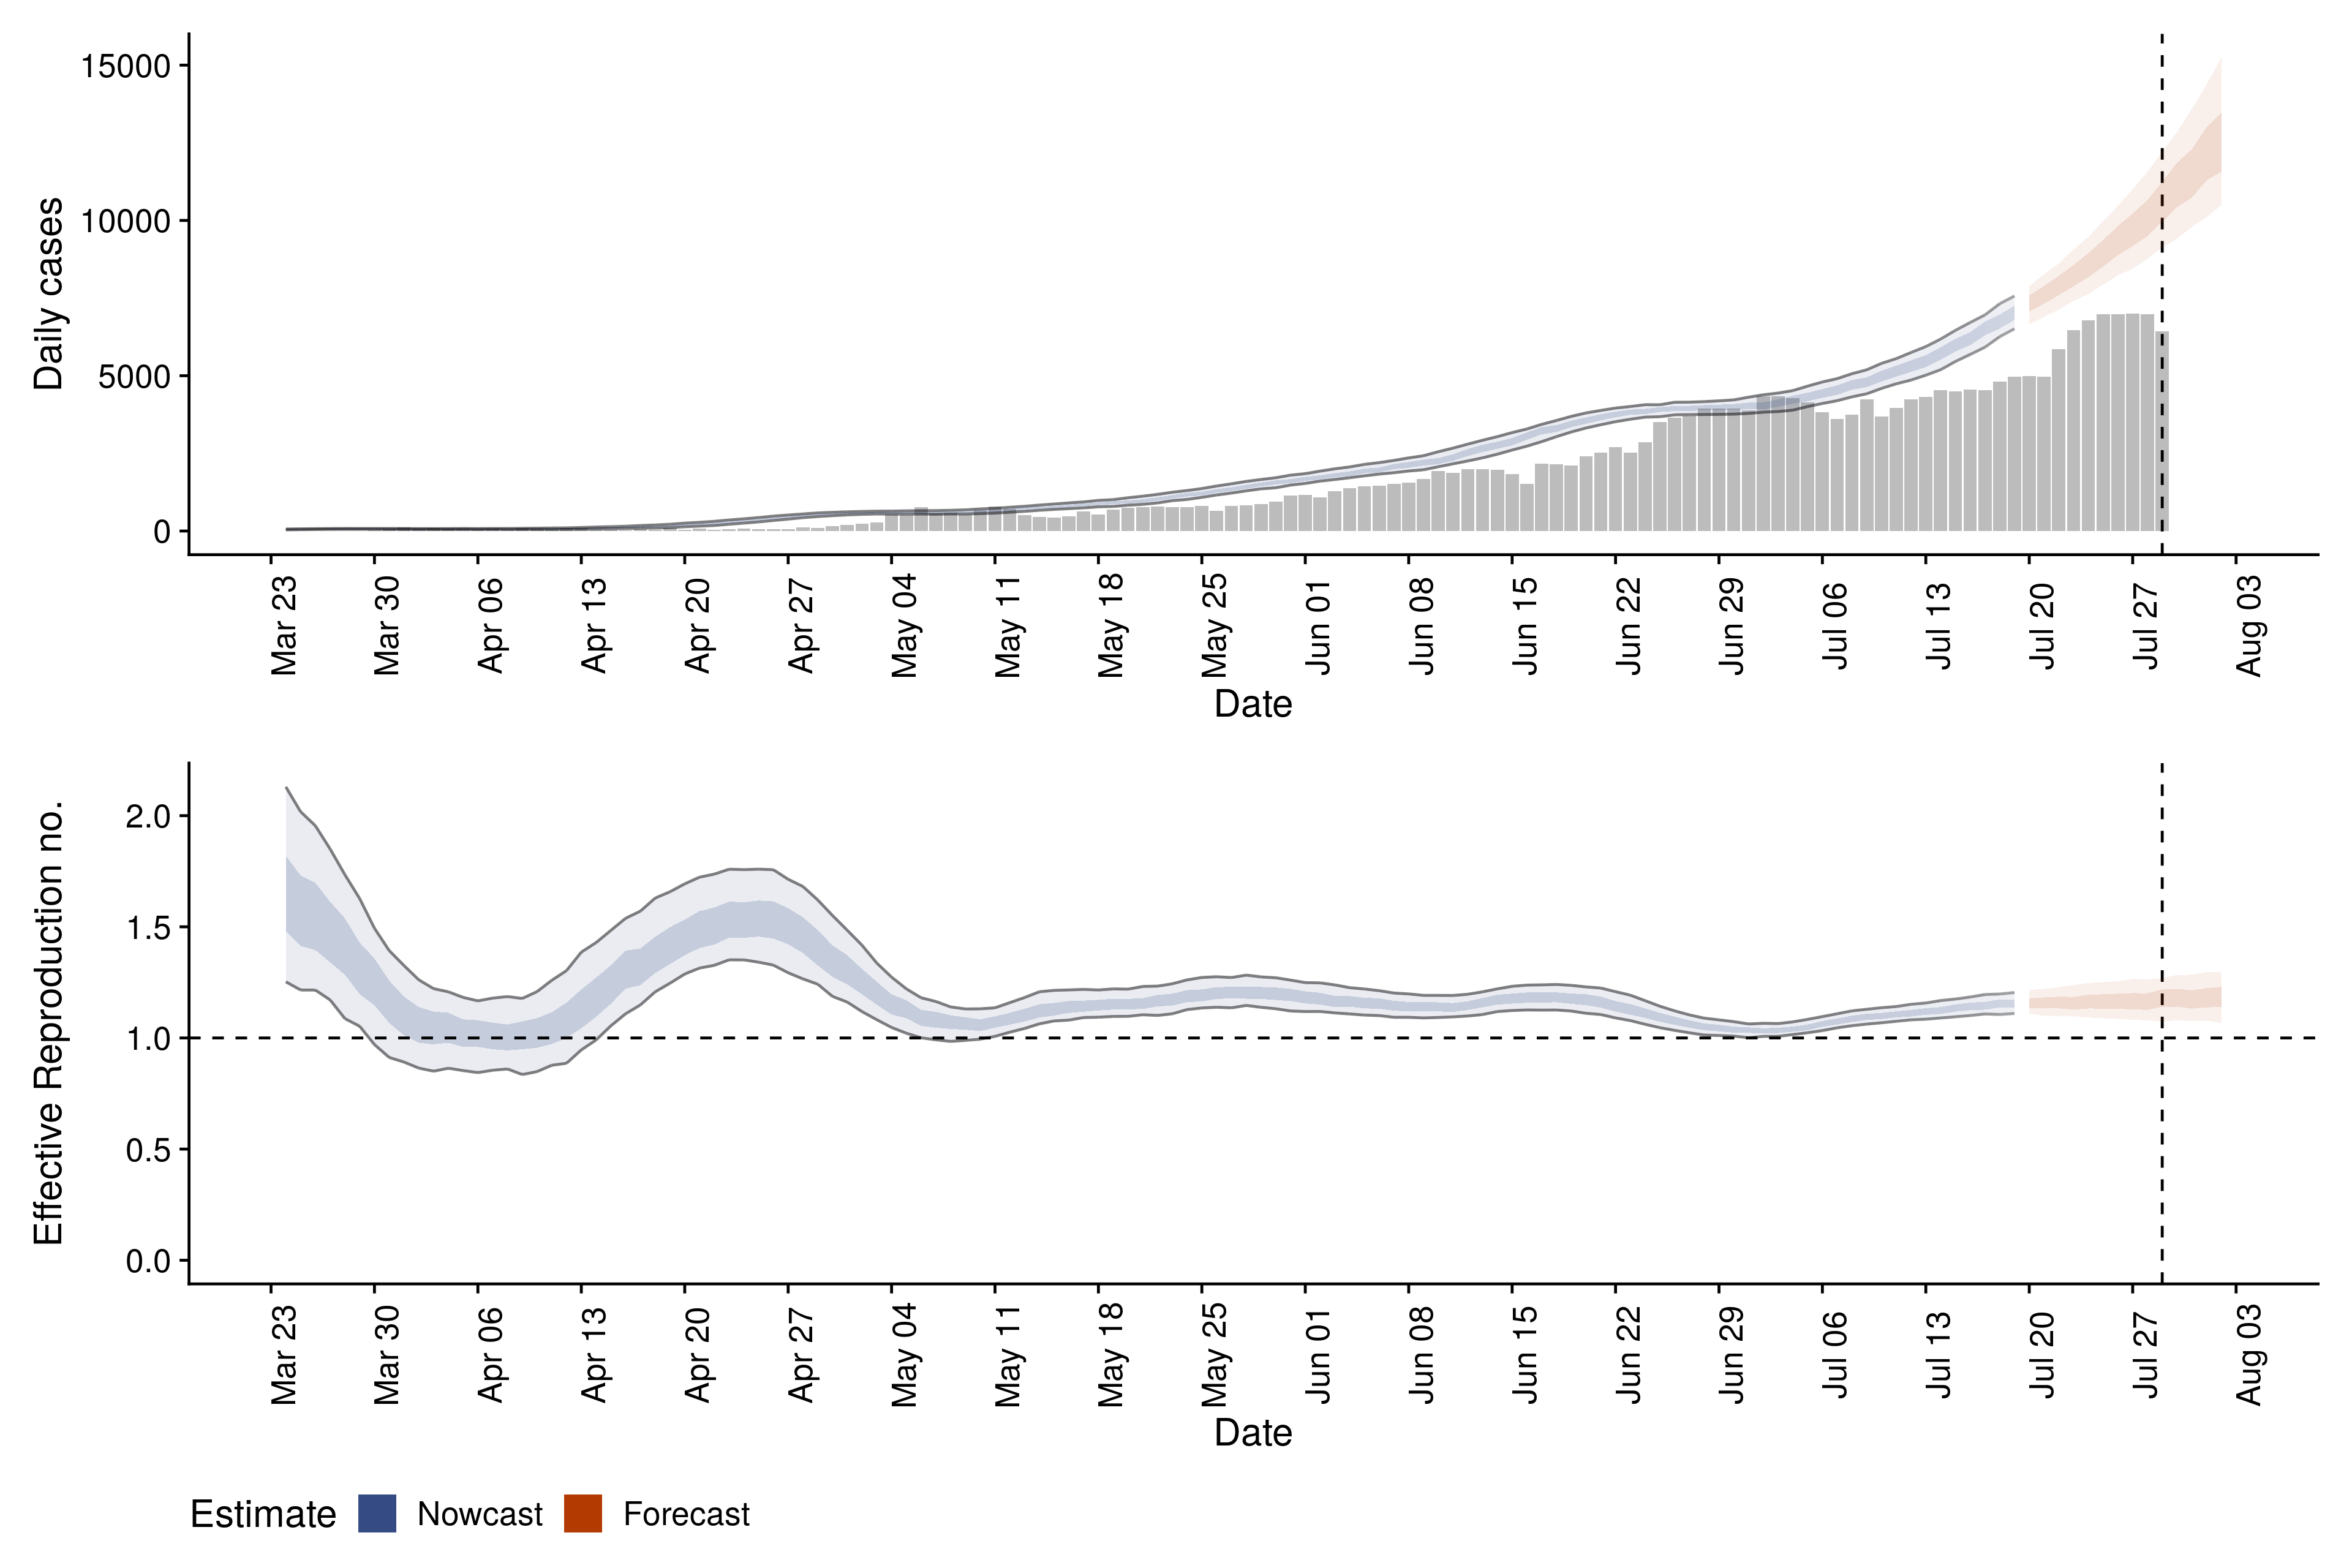 Daily cases
15000
10000
5000
0
Mar 23
Mar 30
Apr 06
Apr 13
Apr 20
Apr 27
May 04
May 11
May 18
May 25
Jun 01
Jun 08
Jun 15
Jun 22
Jun 29
Jul 06
Jul 13
Jul 20
Jul 27
Aug 03
Date
Effective Reproduction no.
2.0
1.5
1.0
0.5
0.0
Mar 23
Mar 30
Apr 06
Apr 13
Apr 20
Apr 27
May 04
May 11
May 18
May 25
Jun 01
Jun 08
Jun 15
Jun 22
Jun 29
Jul 06
Jul 13
Jul 20
Jul 27
Aug 03
Date
Estimate Nowcast Forecast